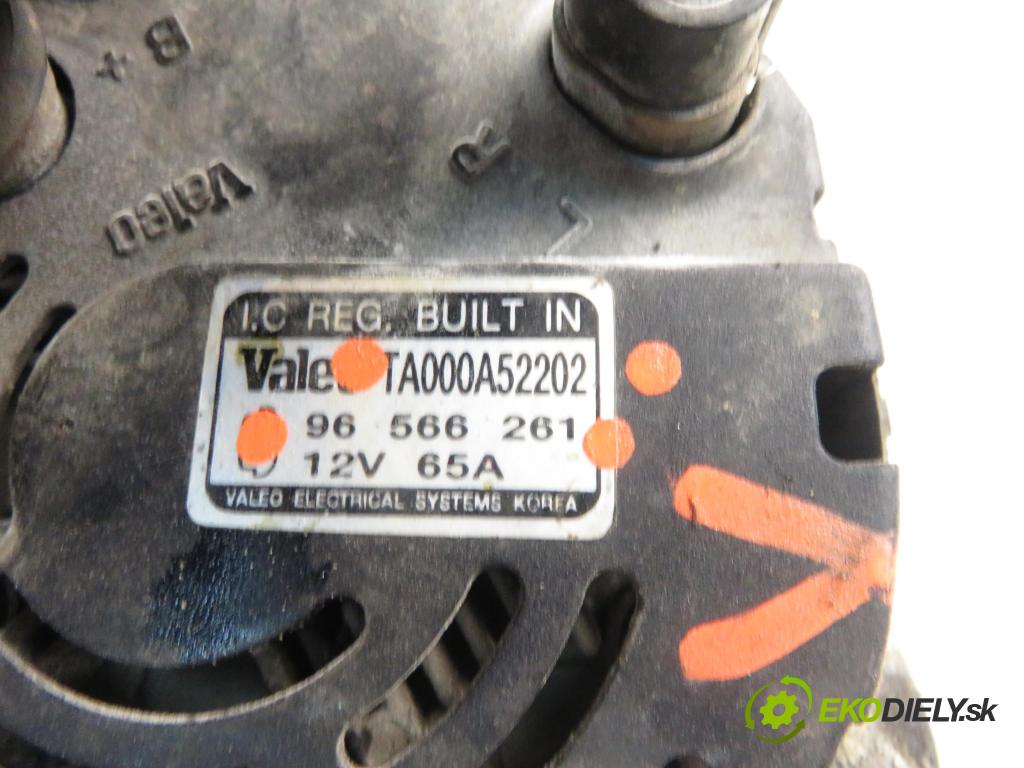 B +
R
Valeo
L
I.C REG. BUILT IN
Valeo TA000A52202
96 566 261
12V 65A
VALEO ELECTRICAL SYSTEMS KOREA
EKODIELY.sk